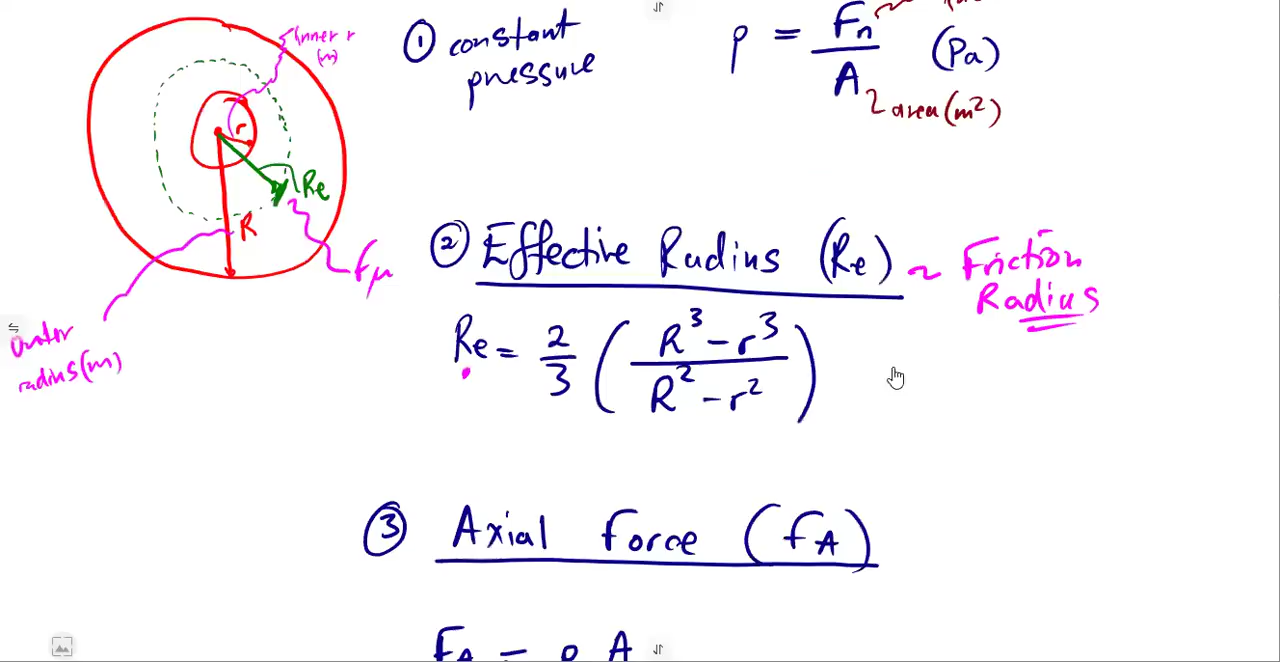 inner r
(m)
① constant
pressure
p = Fn / A (Pa)
area (m²)
r
Re
R
Fμ
outer
radius (m)
② Effective Radius (Re) ~ Friction
Radius
Re = 2/3 ( R³ - r³ / R² - r² )
③ Axial Force (FA)
FA = p A